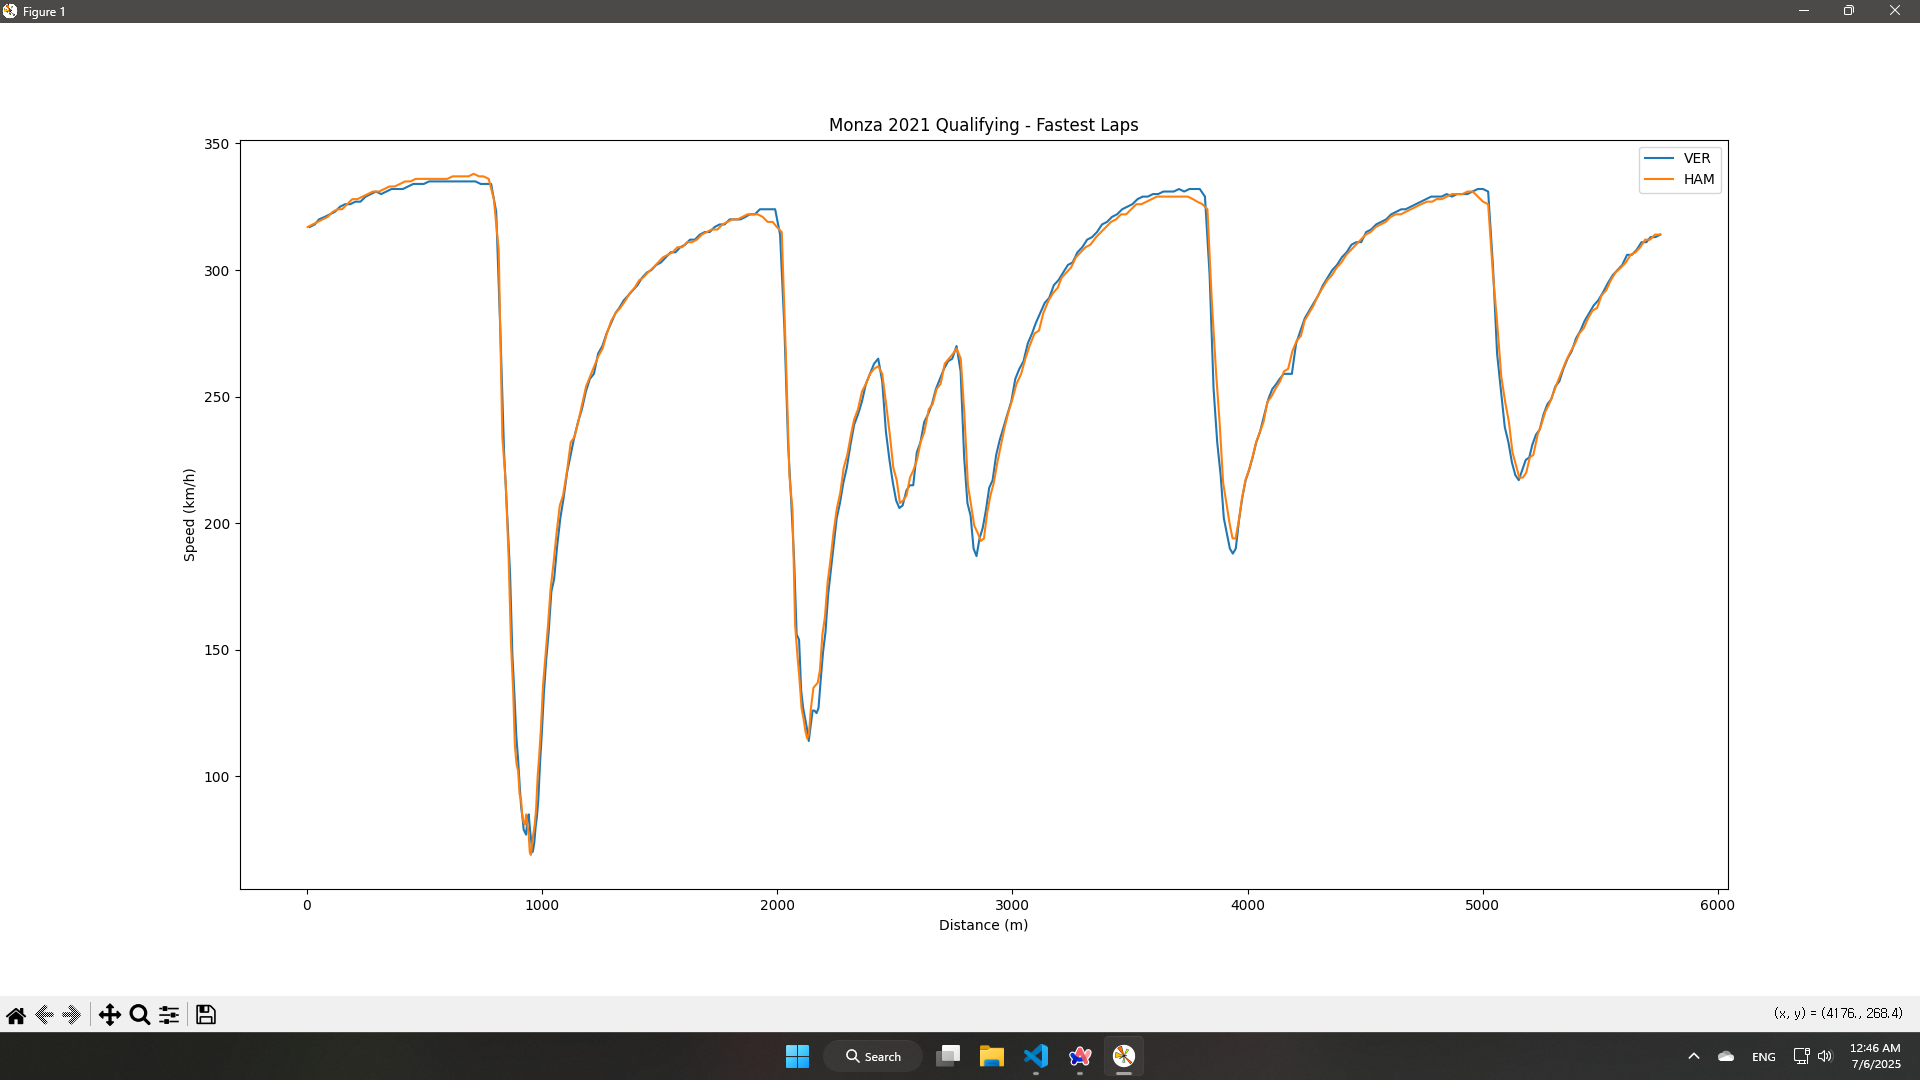 Figure 1
Monza 2021 Qualifying - Fastest Laps
VER
HAM
350
300
250
200
150
100
Speed (km/h)
0
1000
2000
3000
4000
5000
6000
Distance (m)
(x, y) = (4176., 268.4)
Search
ENG
12:46 AM
7/6/2025